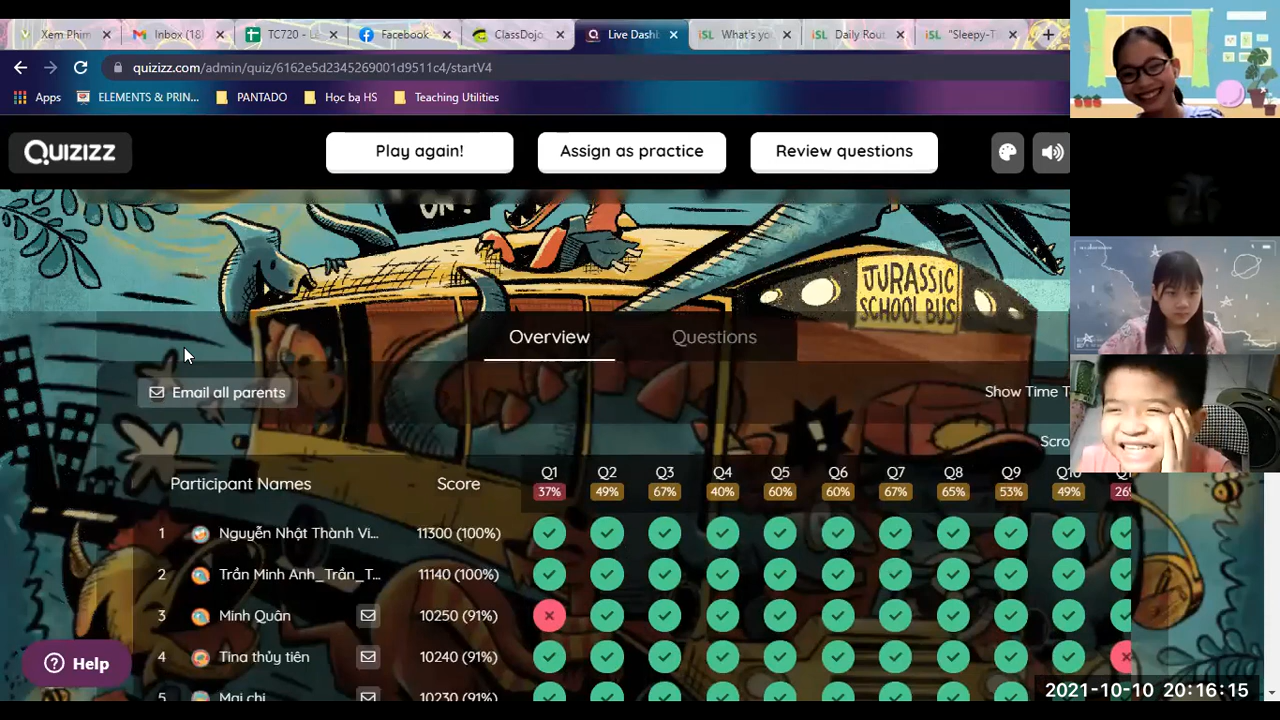 Xem Phim
Inbox (18)
TC720 - L
Facebook
ClassDojo
Live Dash
What's yo
Daily Rout
"Sleepy-T
quizizz.com/admin/quiz/6162e5d2345269001d9511c4/startV4
Apps
ELEMENTS & PRIN...
PANTADO
Học bạ HS
Teaching Utilities
Quizizz
Play again!
Assign as practice
Review questions
ON!
JURASSIC
SCHOOL BUS
Overview
Questions
Email all parents
Show Time T
Scro
Participant Names
Score
Q1 Q2 Q3 Q4 Q5 Q6 Q7 Q8 Q9 Q10
37% 49% 67% 40% 60% 60% 67% 65% 53% 49% 26%
1 Nguyễn Nhật Thành Vi... 11300 (100%)
2 Trần Minh Anh_Trần_T... 11140 (100%)
3 Minh Quân 10250 (91%)
4 Tina thủy tiên 10240 (91%)
5 Mai chi 10230 (91%)
Help
2021-10-10 20:16:15